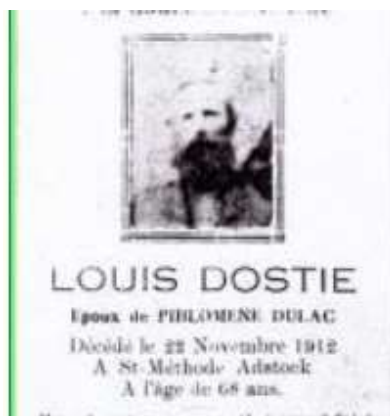 LOUIS DOSTIE
Epoux de PHILOMENE DULAC
Décédé le 22 Novembre 1912
A St-Méthode Adstock
A l'âge de 68 ans.